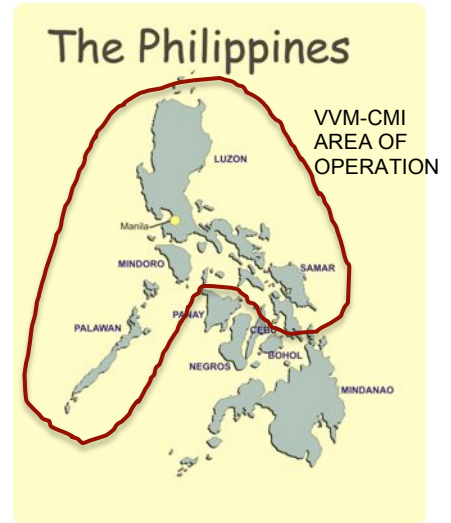 The Philippines
VVM-CMI
AREA OF
OPERATION
LUZON
Manila
MINDORO
SAMAR
PALAWAN
PANAY
CEBU
BOHOL
NEGROS
MINDANAO